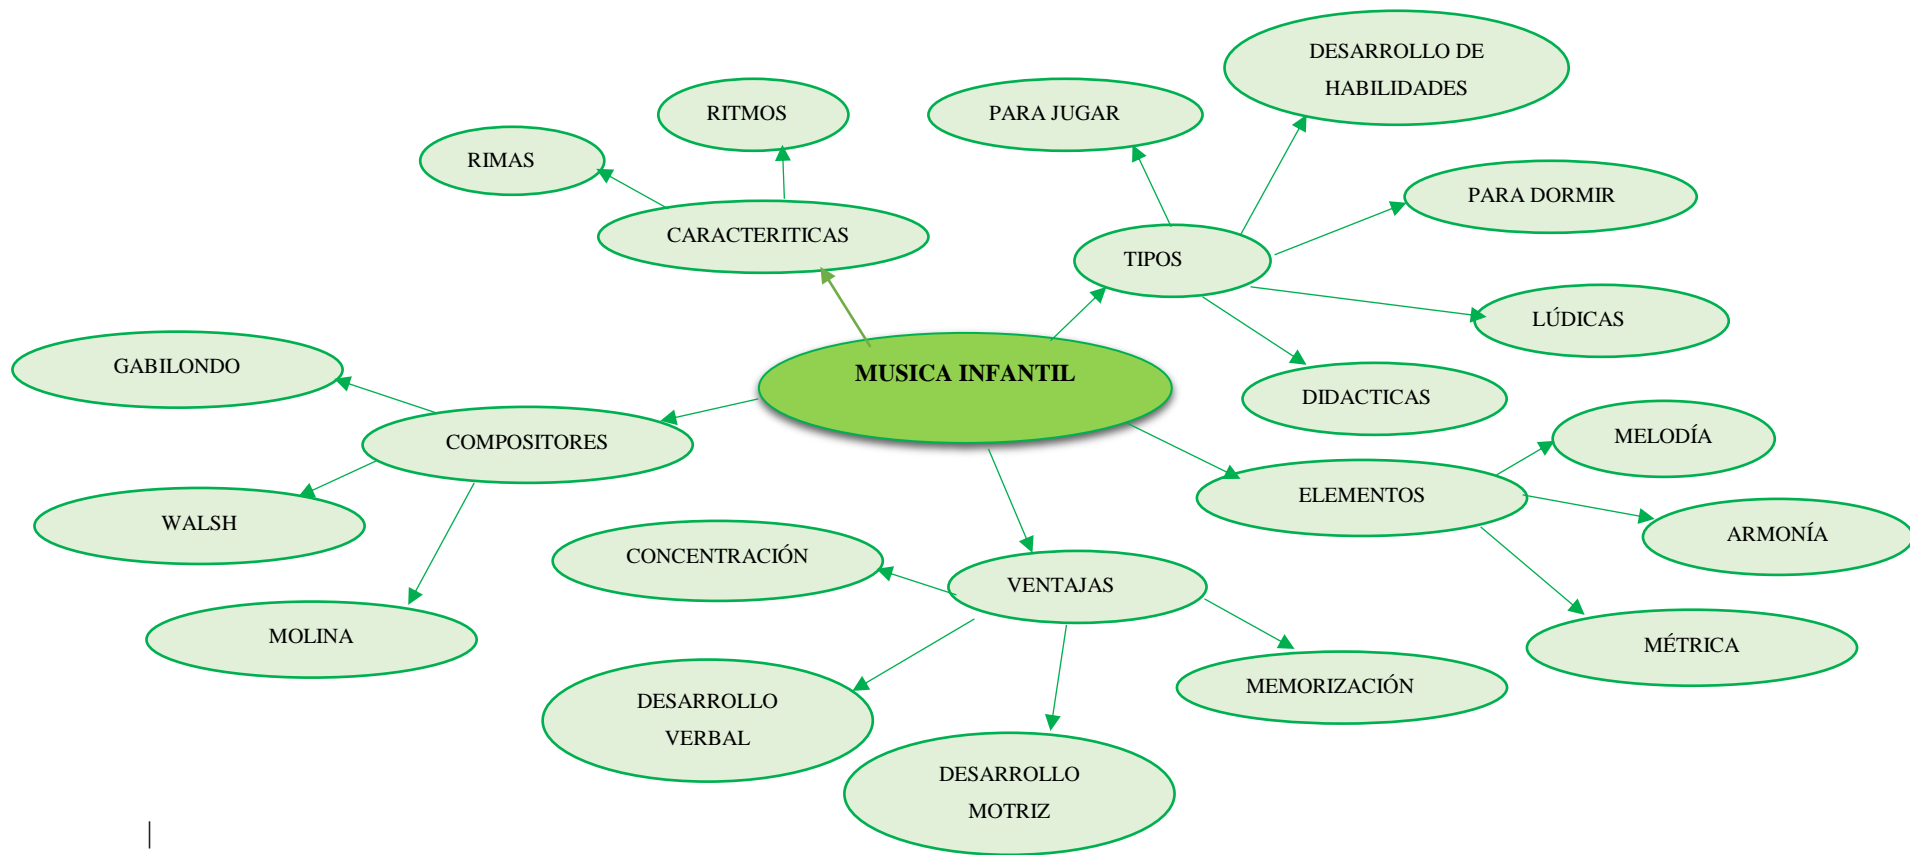 DESARROLLO DE
HABILIDADES
RITMOS
PARA JUGAR
RIMAS
PARA DORMIR
CARACTERITICAS
TIPOS
LÚDICAS
GABILONDO
MUSICA INFANTIL
DIDACTICAS
COMPOSITORES
MELODÍA
ELEMENTOS
WALSH
ARMONÍA
CONCENTRACIÓN
VENTAJAS
MOLINA
MÉTRICA
DESARROLLO
VERBAL
MEMORIZACIÓN
DESARROLLO
MOTRIZ